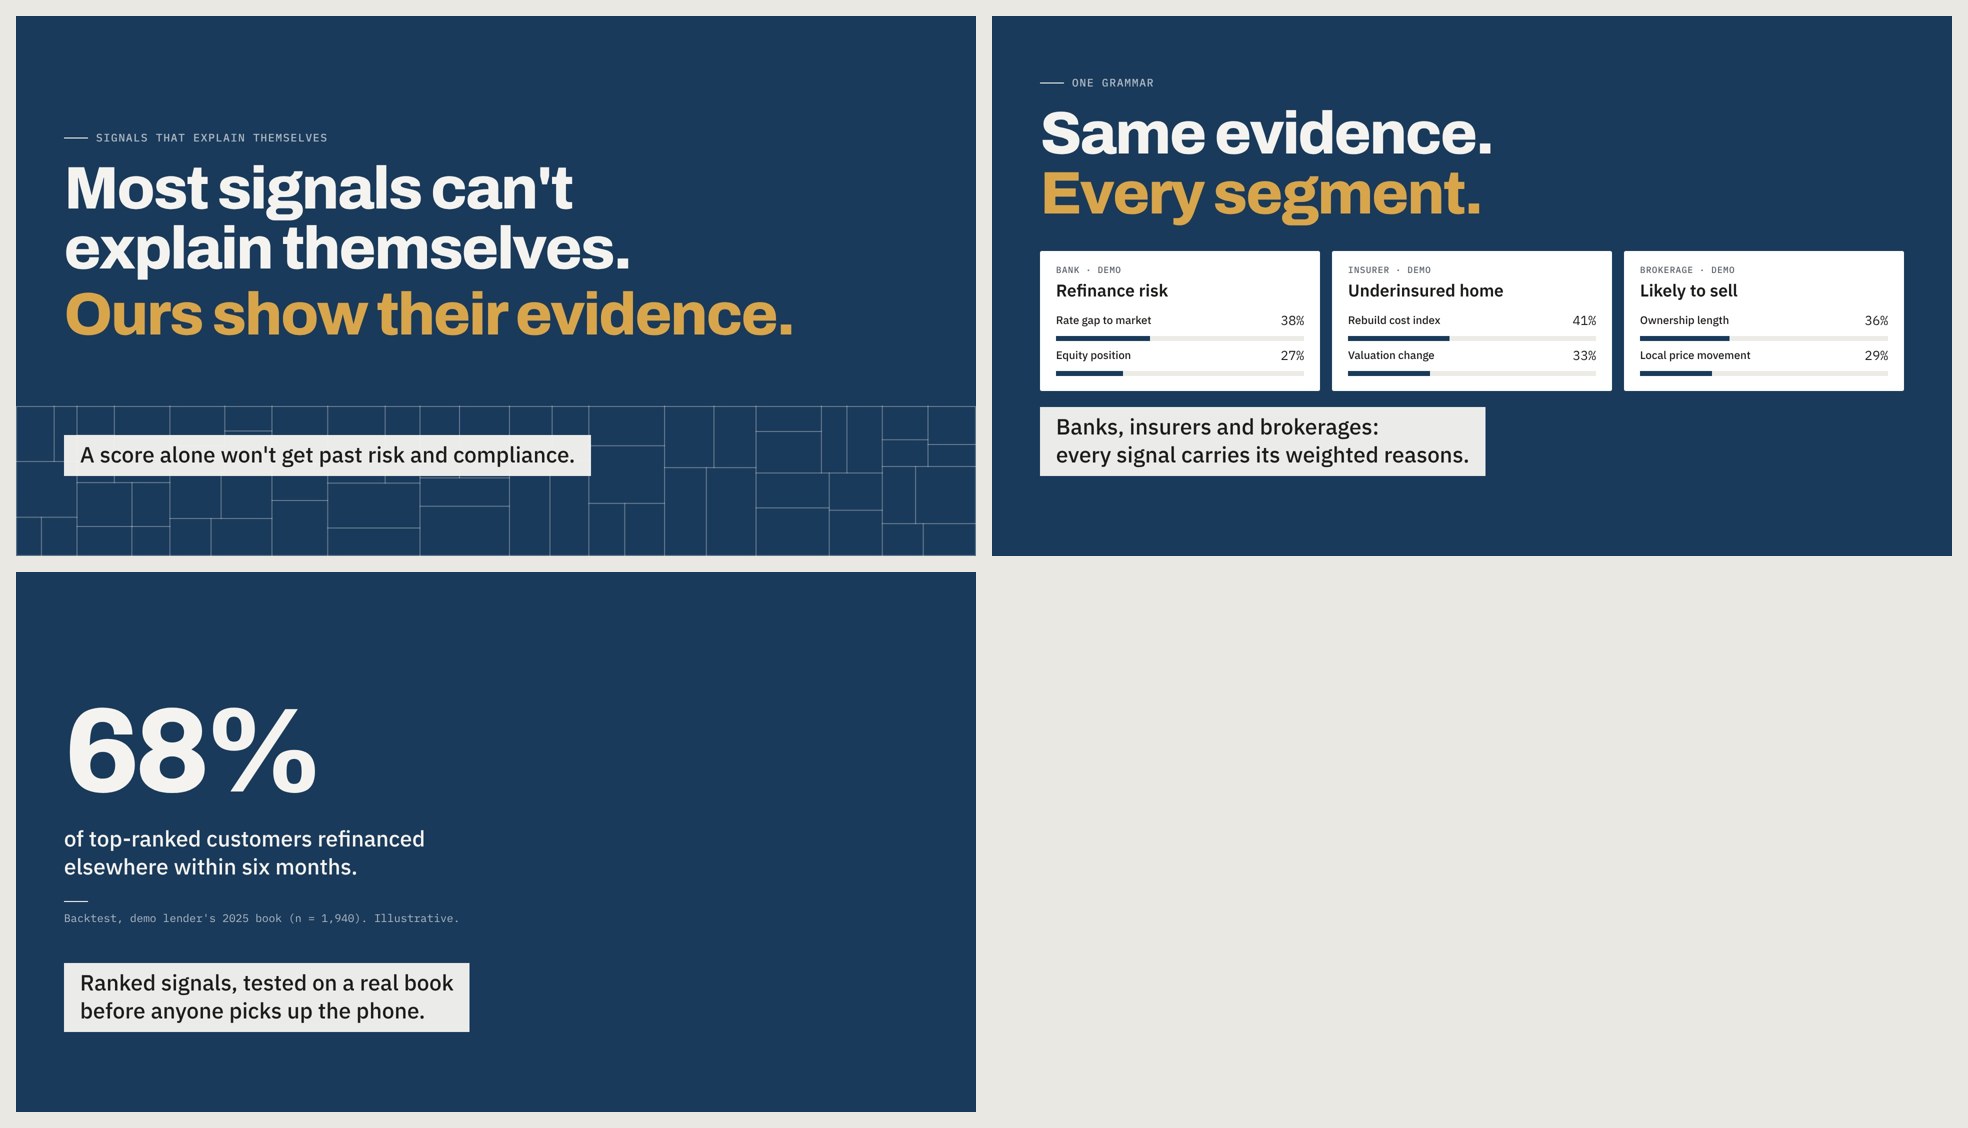 SIGNALS THAT EXPLAIN THEMSELVES
Most signals can't
explain themselves.
Ours show their evidence.
A score alone won't get past risk and compliance.
ONE GRAMMAR
Same evidence.
Every segment.
BANK · DEMO
Refinance risk
Rate gap to market 38%
Equity position 27%
INSURER · DEMO
Underinsured home
Rebuild cost index 41%
Valuation change 33%
BROKERAGE · DEMO
Likely to sell
Ownership length 36%
Local price movement 29%
Banks, insurers and brokerages:
every signal carries its weighted reasons.
68%
of top-ranked customers refinanced
elsewhere within six months.
Backtest, demo lender's 2025 book (n = 1,940). Illustrative.
Ranked signals, tested on a real book
before anyone picks up the phone.